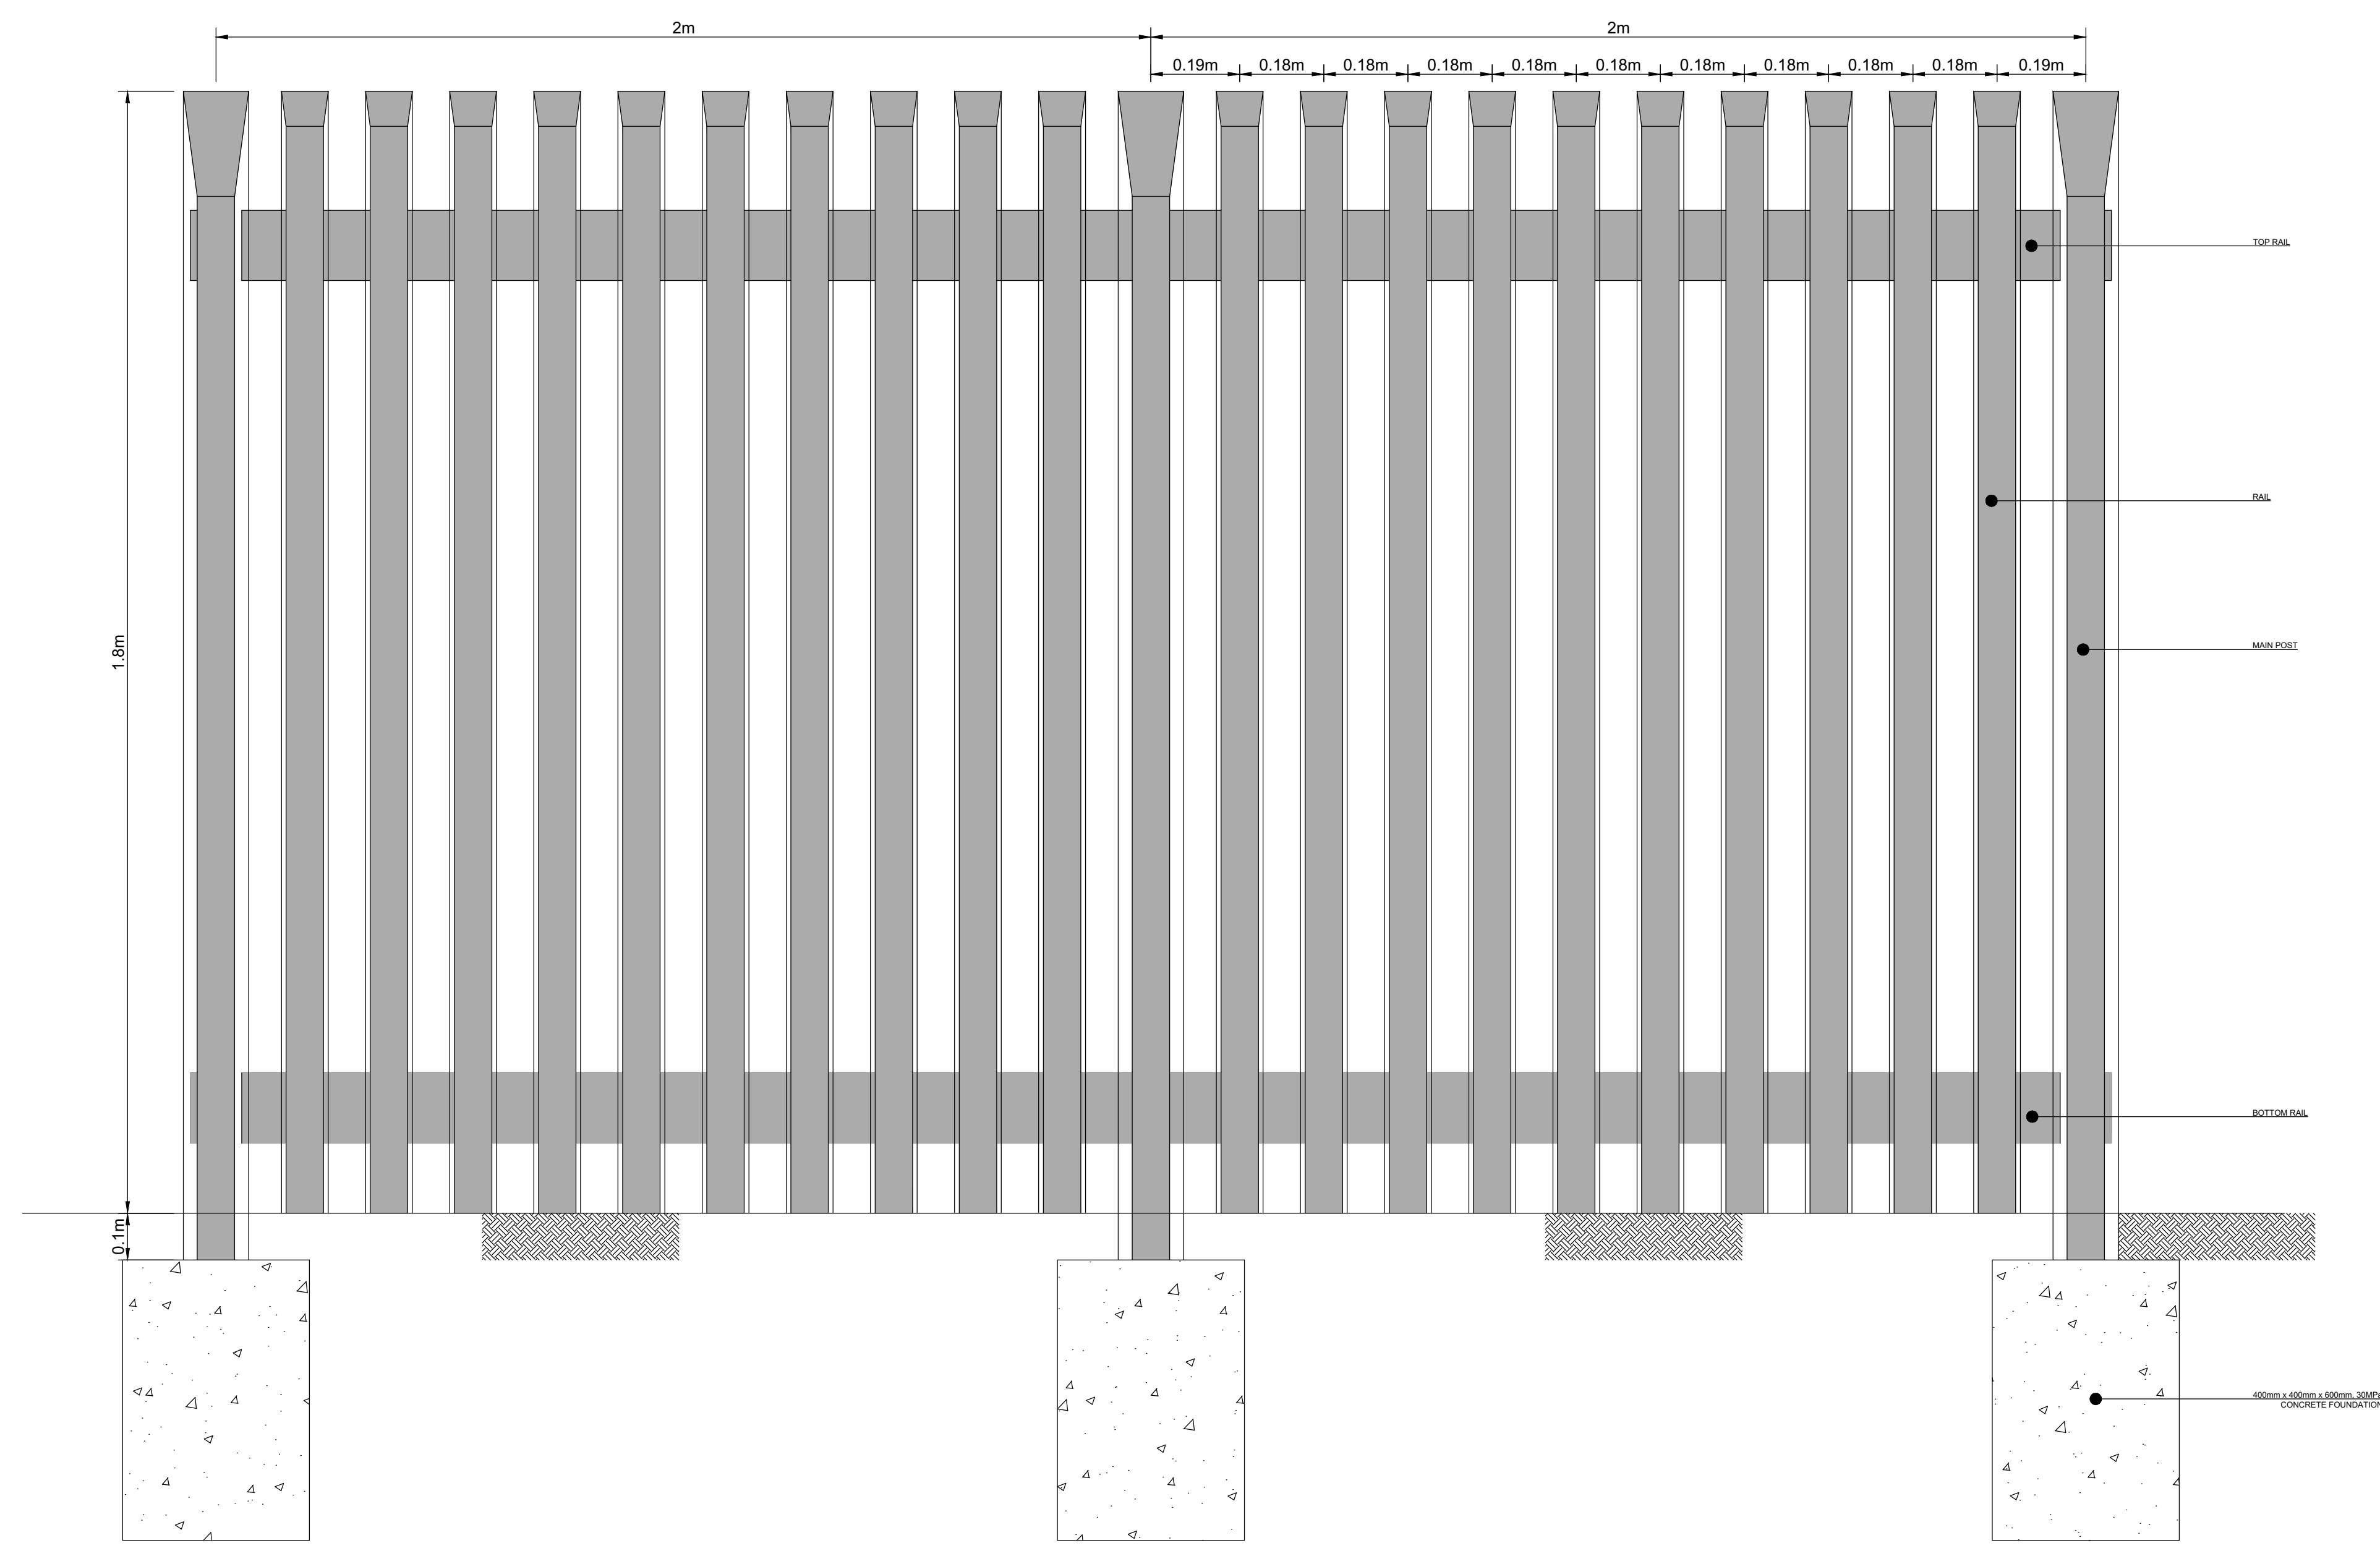 2m
2m
0.19m
0.18m
0.18m
0.18m
0.18m
0.18m
0.18m
0.18m
0.18m
0.18m
0.19m
TOP RAIL
RAIL
1.8m
MAIN POST
BOTTOM RAIL
0.1m
400mm x 400mm x 600mm, 30MPa
CONCRETE FOUNDATION